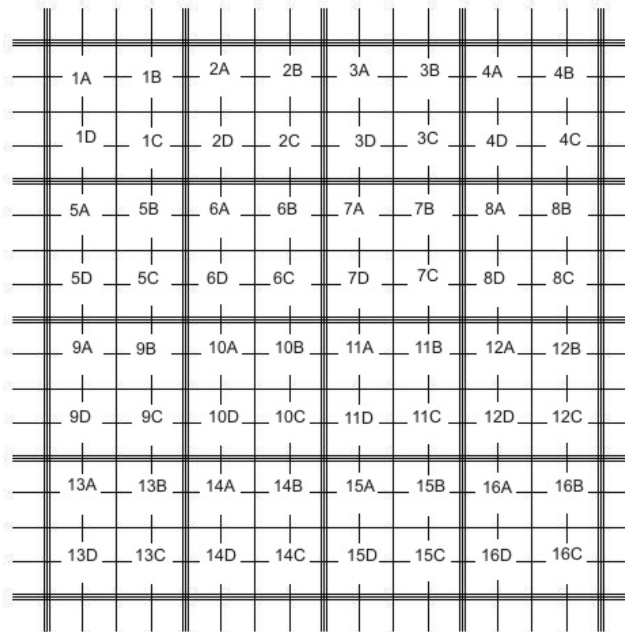 1A 1B 2A 2B 3A 3B 4A 4B
1D 1C 2D 2C 3D 3C 4D 4C
5A 5B 6A 6B 7A 7B 8A 8B
5D 5C 6D 6C 7D 7C 8D 8C
9A 9B 10A 10B 11A 11B 12A 12B
9D 9C 10D 10C 11D 11C 12D 12C
13A 13B 14A 14B 15A 15B 16A 16B
13D 13C 14D 14C 15D 15C 16D 16C